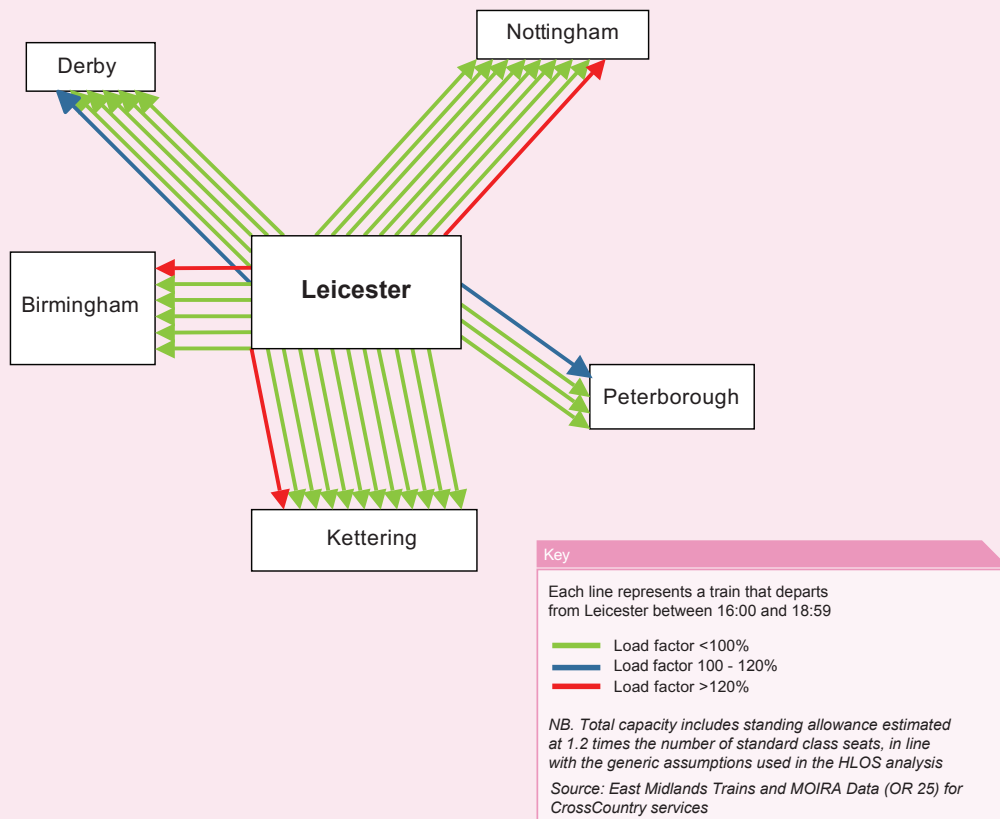 Nottingham
Derby
Leicester
Birmingham
Peterborough
Kettering
Key
Each line represents a train that departs
from Leicester between 16:00 and 18:59
Load factor <100%
Load factor 100 - 120%
Load factor >120%
NB. Total capacity includes standing allowance estimated
at 1.2 times the number of standard class seats, in line
with the generic assumptions used in the HLOS analysis
Source: East Midlands Trains and MOIRA Data (OR 25) for
CrossCountry services